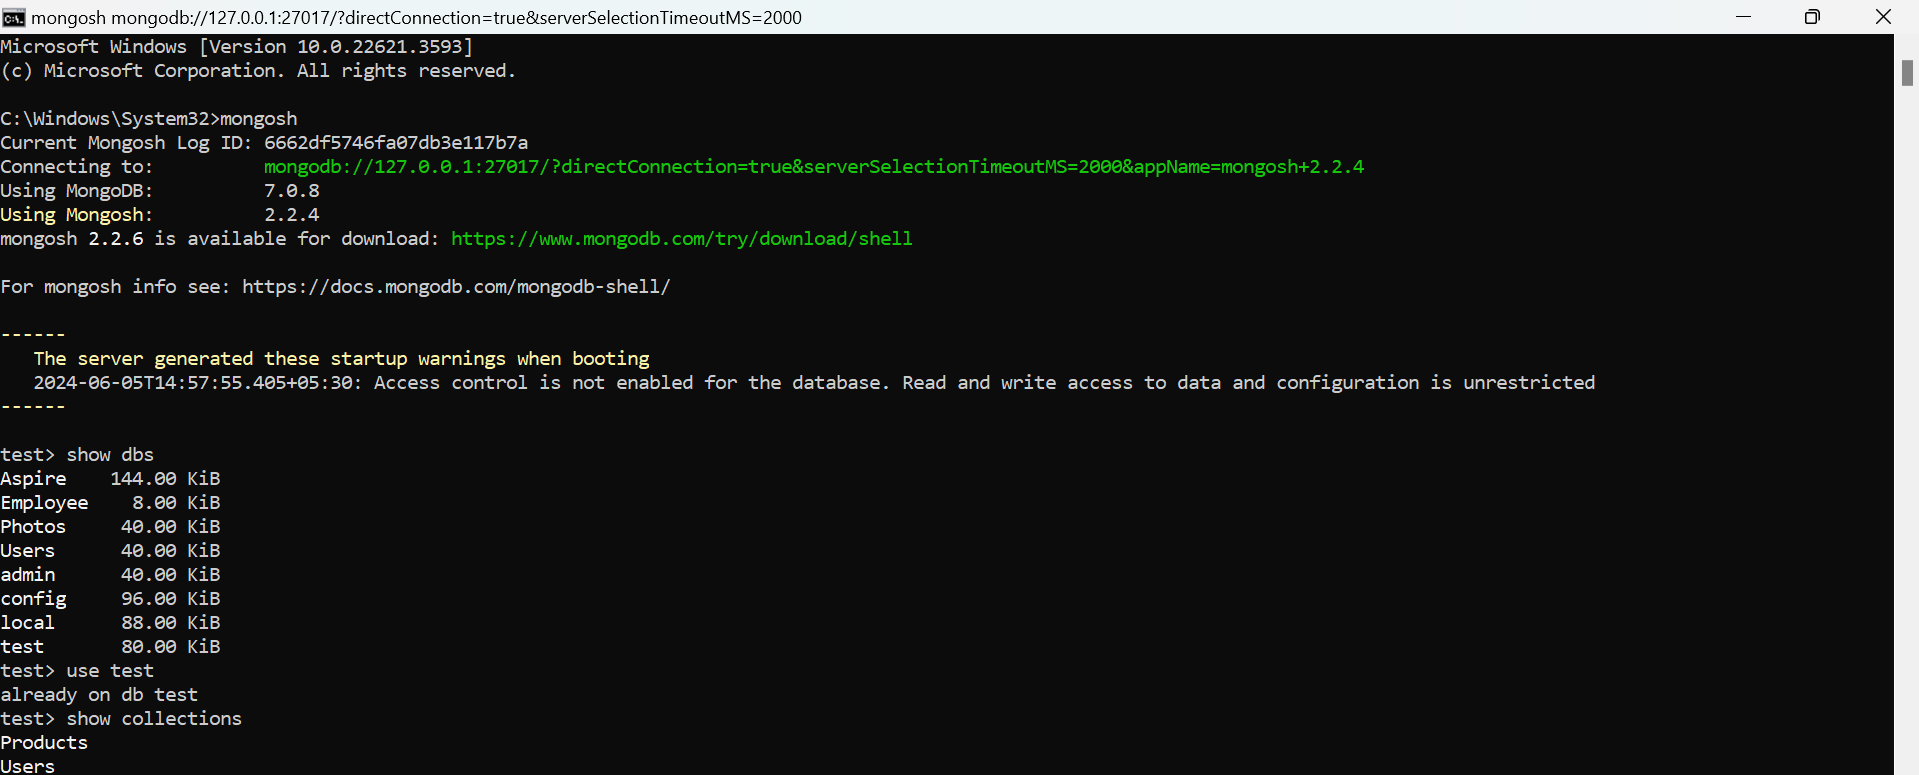 mongosh mongodb://127.0.0.1:27017/?directConnection=true&serverSelectionTimeoutMS=2000
Microsoft Windows [Version 10.0.22621.3593]
(c) Microsoft Corporation. All rights reserved.
C:\Windows\System32>mongosh
Current Mongosh Log ID: 6662df5746fa07db3e117b7a
Connecting to:          mongodb://127.0.0.1:27017/?directConnection=true&serverSelectionTimeoutMS=2000&appName=mongosh+2.2.4
Using MongoDB:          7.0.8
Using Mongosh:          2.2.4
mongosh 2.2.6 is available for download: https://www.mongodb.com/try/download/shell
For mongosh info see: https://docs.mongodb.com/mongodb-shell/
------
   The server generated these startup warnings when booting
   2024-06-05T14:57:55.405+05:30: Access control is not enabled for the database. Read and write access to data and configuration is unrestricted
------
test> show dbs
Aspire    144.00 KiB
Employee    8.00 KiB
Photos     40.00 KiB
Users      40.00 KiB
admin      40.00 KiB
config     96.00 KiB
local      88.00 KiB
test       80.00 KiB
test> use test
already on db test
test> show collections
Products
Users